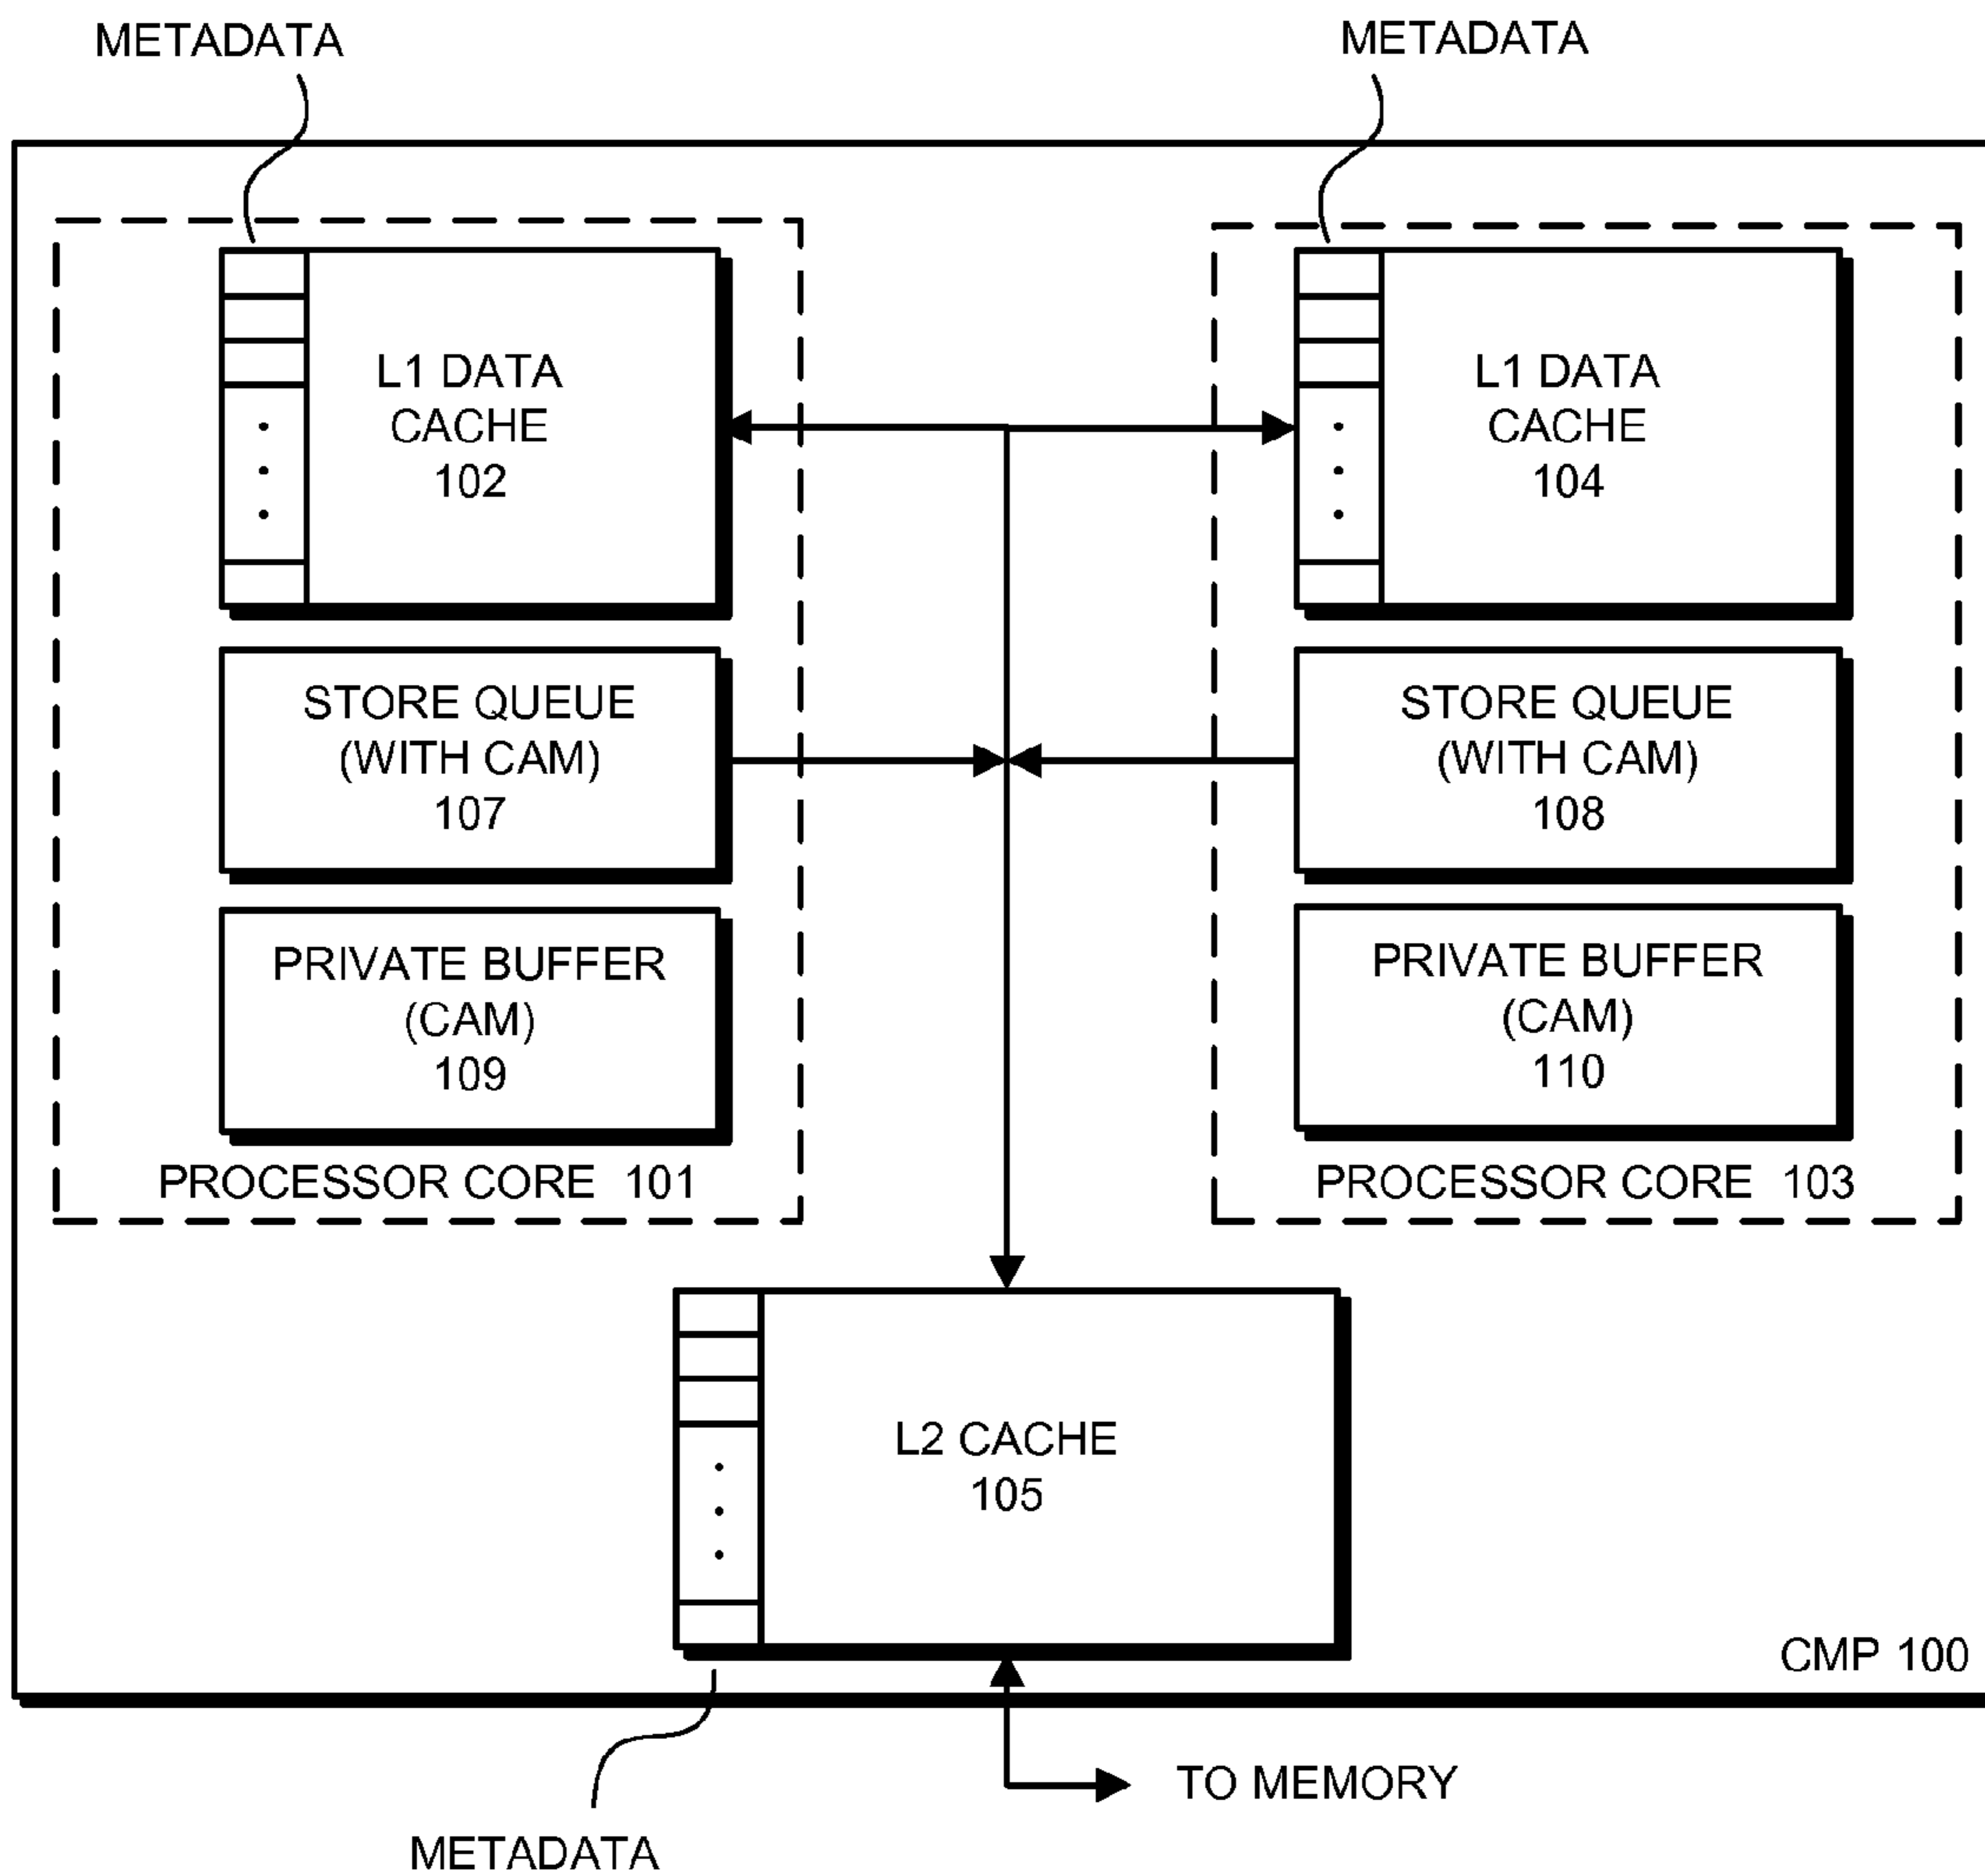 METADATA
METADATA
L1 DATA
CACHE
102
L1 DATA
CACHE
104
STORE QUEUE
(WITH CAM)
107
STORE QUEUE
(WITH CAM)
108
PRIVATE BUFFER
(CAM)
109
PRIVATE BUFFER
(CAM)
110
PROCESSOR CORE 101
PROCESSOR CORE 103
L2 CACHE
105
CMP 100
TO MEMORY
METADATA